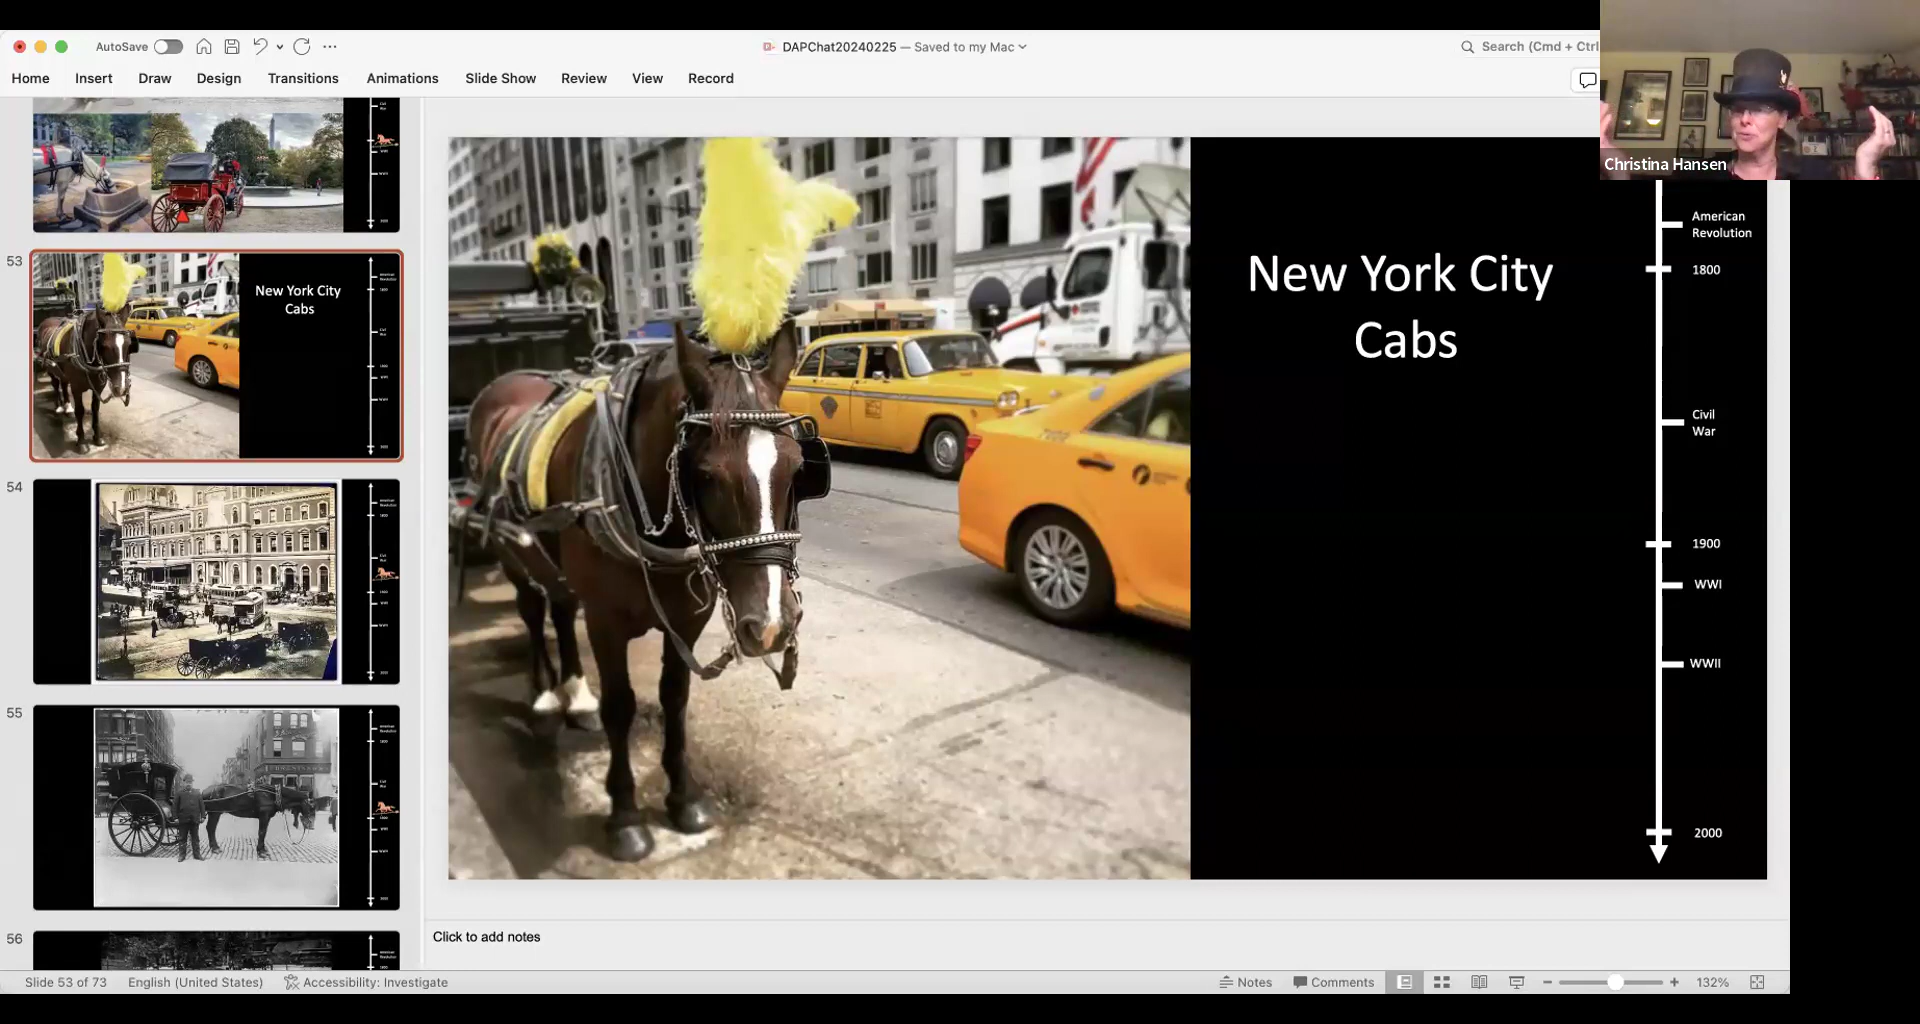 AutoSave
DAPChat20240225 — Saved to my Mac
Search (Cmd + Ctrl
Home Insert Draw Design Transitions Animations Slide Show Review View Record
Christina Hansen
53
New York City
Cabs
54
55
56
New York City
Cabs
American
Revolution
1800
Civil
War
1900
WWI
WWII
2000
Click to add notes
Slide 53 of 73 English (United States) Accessibility: Investigate Notes Comments 132%